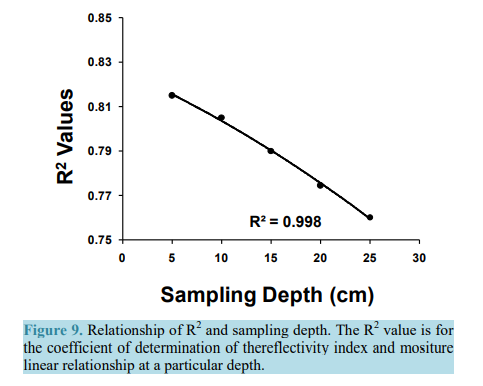 0.85
0.83
0.81
0.79
0.77
0.75
R² Values
R² = 0.998
0 5 10 15 20 25 30
Sampling Depth (cm)
Figure 9. Relationship of R² and sampling depth. The R² value is for
the coefficient of determination of thereflectivity index and mositure
linear relationship at a particular depth.